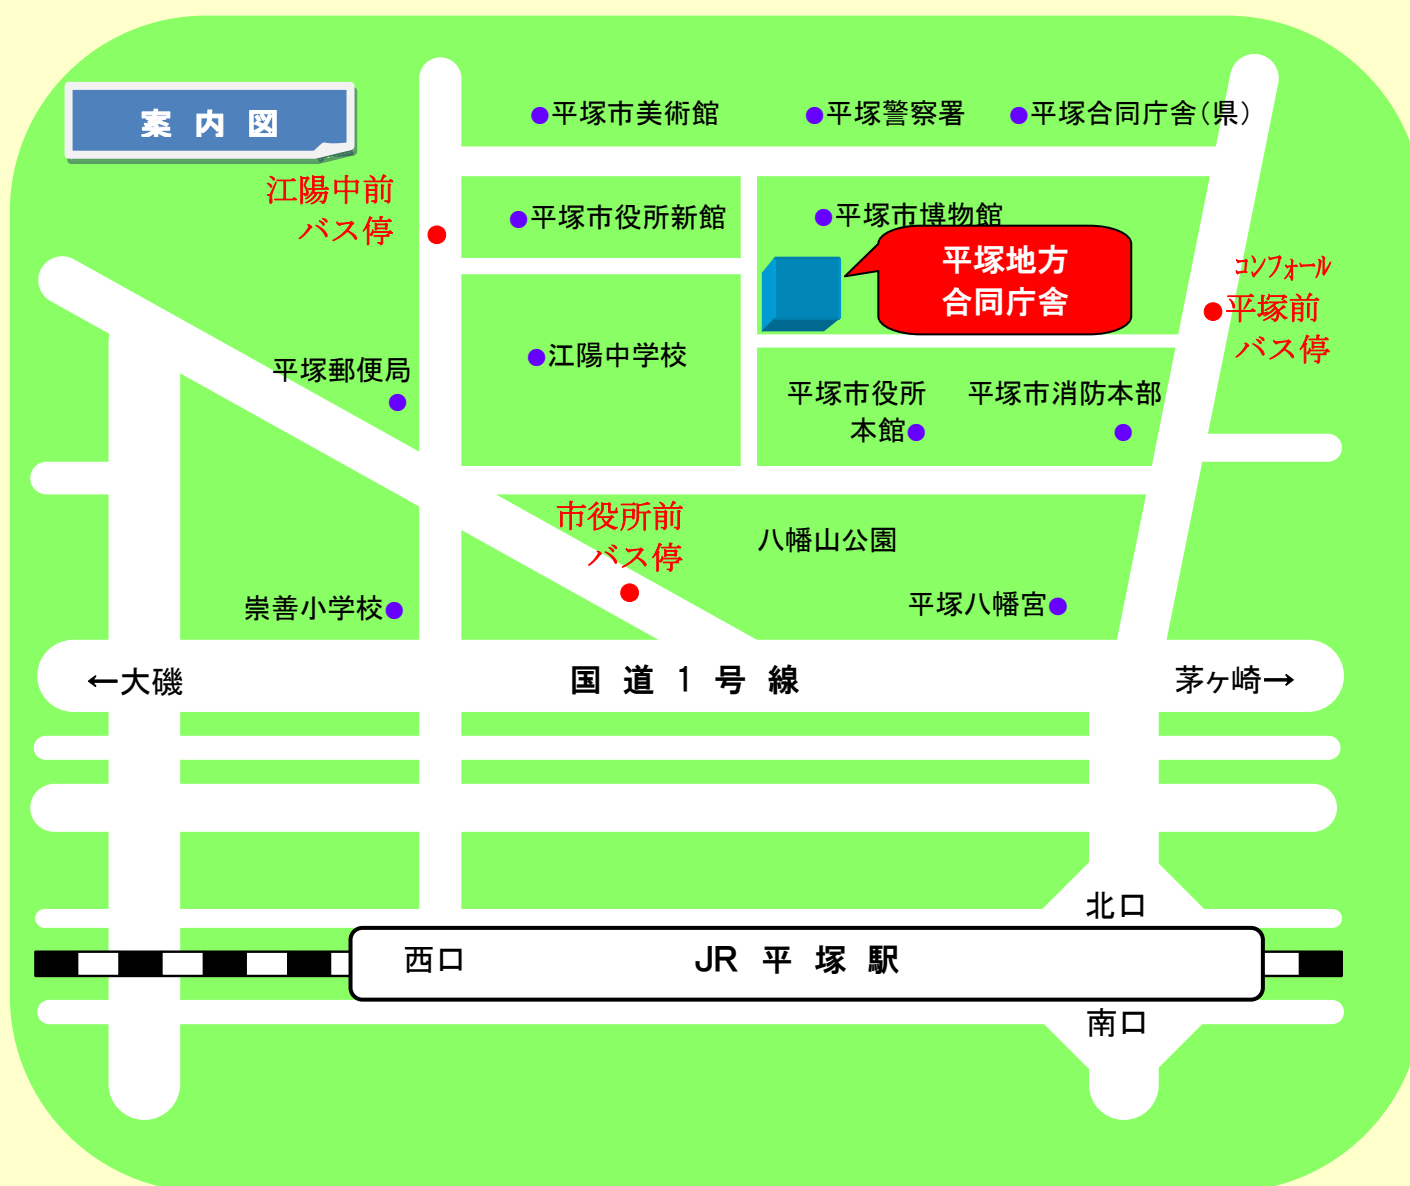 案 内 図
●平塚市美術館
●平塚警察署
●平塚合同庁舎(県)
江陽中前
バス停
●平塚市役所新館
●平塚市博物館
平塚地方
合同庁舎
コンフォール
平塚前
バス停
●江陽中学校
平塚郵便局
平塚市役所
本館●
平塚市消防本部
市役所前
バス停
八幡山公園
崇善小学校●
平塚八幡宮●
←大磯
国 道 1 号 線
茅ヶ崎→
北口
西口
JR 平 塚 駅
南口